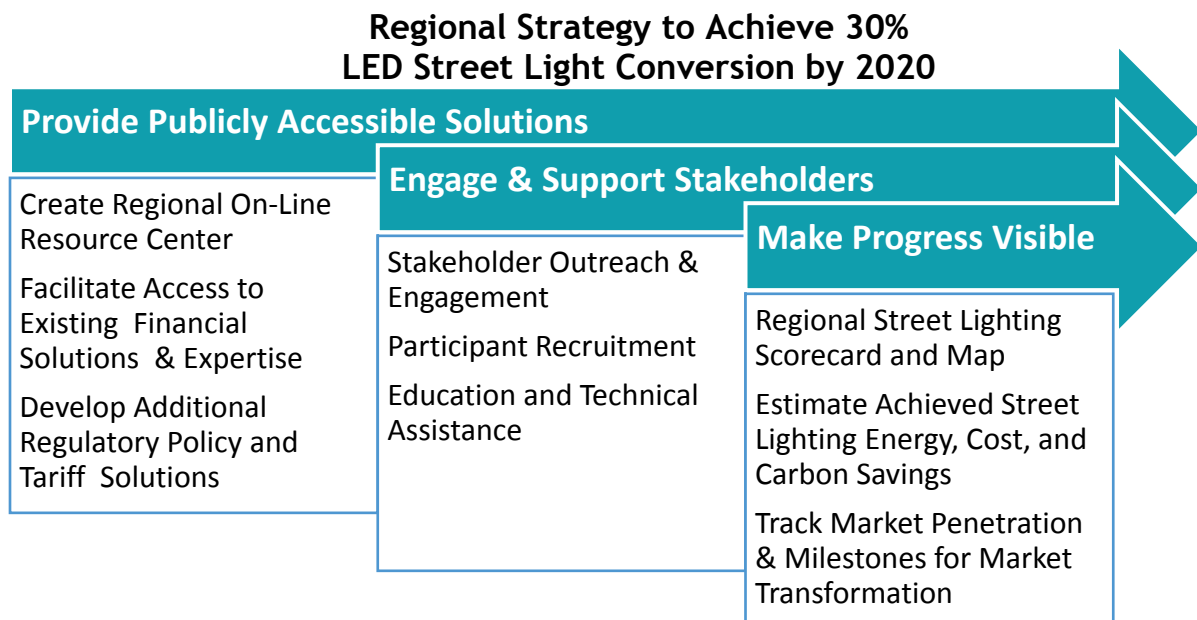 Regional Strategy to Achieve 30%
LED Street Light Conversion by 2020
Provide Publicly Accessible Solutions
Create Regional On-Line
Resource Center
Facilitate Access to
Existing Financial
Solutions & Expertise
Develop Additional
Regulatory Policy and
Tariff Solutions
Engage & Support Stakeholders
Stakeholder Outreach &
Engagement
Participant Recruitment
Education and Technical
Assistance
Make Progress Visible
Regional Street Lighting
Scorecard and Map
Estimate Achieved Street
Lighting Energy, Cost, and
Carbon Savings
Track Market Penetration
& Milestones for Market
Transformation